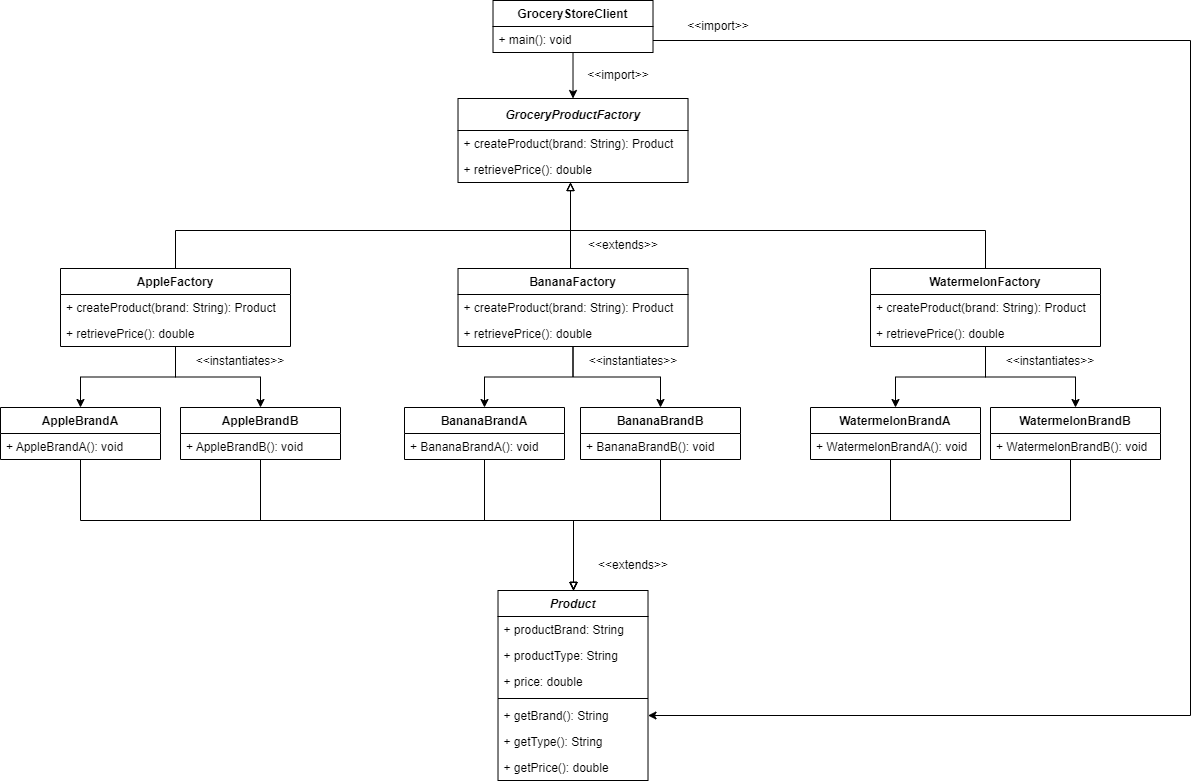 GroceryStoreClient
<<import>>
+ main(): void
<<import>>
GroceryProductFactory
+ createProduct(brand: String): Product
+ retrievePrice(): double
<<extends>>
AppleFactory
+ createProduct(brand: String): Product
+ retrievePrice(): double
BananaFactory
+ createProduct(brand: String): Product
+ retrievePrice(): double
WatermelonFactory
+ createProduct(brand: String): Product
+ retrievePrice(): double
<<instantiates>>
<<instantiates>>
<<instantiates>>
AppleBrandA
+ AppleBrandA(): void
AppleBrandB
+ AppleBrandB(): void
BananaBrandA
+ BananaBrandA(): void
BananaBrandB
+ BananaBrandB(): void
WatermelonBrandA
+ WatermelonBrandA(): void
WatermelonBrandB
+ WatermelonBrandB(): void
<<extends>>
Product
+ productBrand: String
+ productType: String
+ price: double
+ getBrand(): String
+ getType(): String
+ getPrice(): double